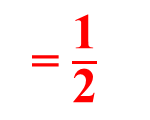 = 1/2